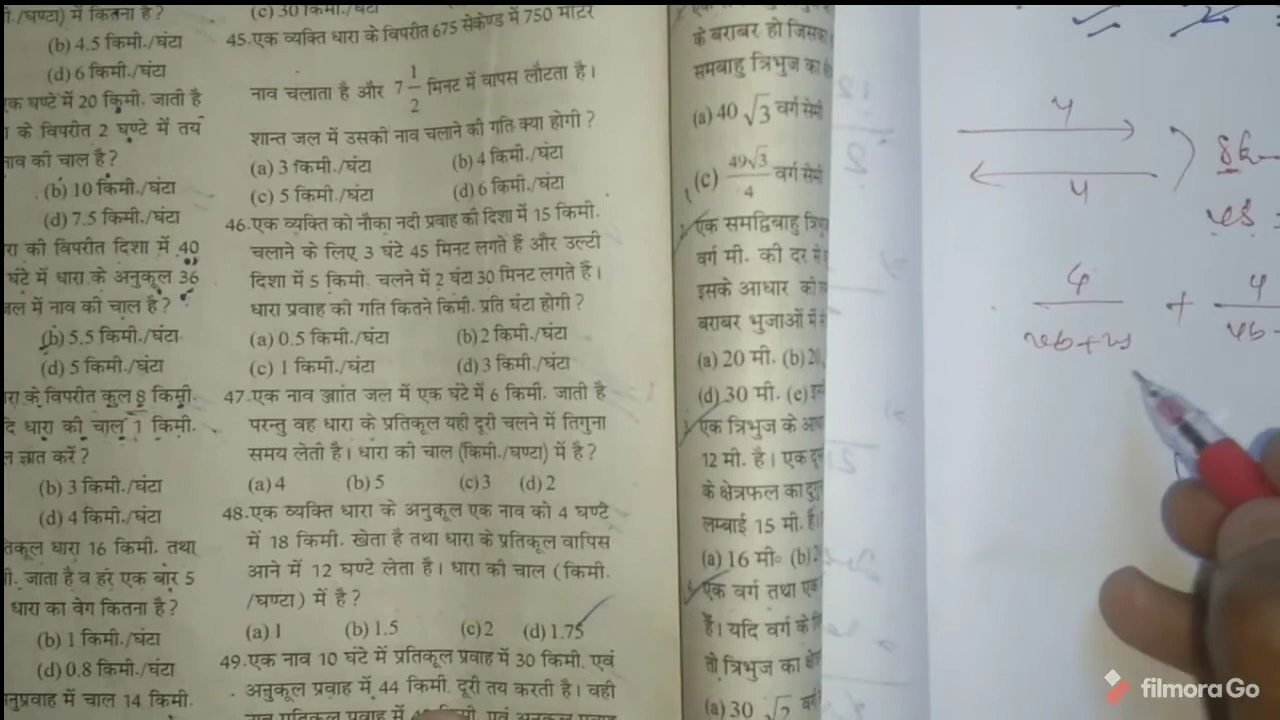 /घण्टा) में कितना है?
(b) 4.5 किमी./घंटा
(d) 6 किमी./घंटा
एक घण्टे में 20 किमी. जाती है
के विपरीत 2 घण्टे में तय
नाव की चाल है?
(b) 10 किमी./घंटा
(d) 7.5 किमी./घंटा
की विपरीत दिशा में 40
घंटे में धारा के अनुकूल 36
जल में नाव की चाल है?
(b) 5.5 किमी./घंटा
(d) 5 किमी./घंटा
के विपरीत कुल 8 किमी.
धारा की चाल 1 किमी.
ज्ञात करें?
(b) 3 किमी./घंटा
(d) 4 किमी./घंटा
धारा 16 किमी. तथा
जाता है व हर एक बार 5
धारा का वेग कितना है?
(b) 1 किमी./घंटा
(d) 0.8 किमी./घंटा
में चाल 14 किमी.
(c) 30 किमी./घंटा
45.एक व्यक्ति धारा के विपरीत 675 सेकेण्ड में 750 मीटर
नाव चलाता है और 7 1/2 मिनट में वापस लौटता है।
शान्त जल में उसकी नाव चलाने की गति क्या होगी?
(a) 3 किमी./घंटा (b) 4 किमी./घंटा
(c) 5 किमी./घंटा (d) 6 किमी./घंटा
46.एक व्यक्ति को नौका नदी प्रवाह की दिशा में 15 किमी.
चलाने के लिए 3 घंटे 45 मिनट लगते हैं और उल्टी
दिशा में 5 किमी. चलने में 2 घंटा 30 मिनट लगते हैं।
धारा प्रवाह की गति कितने किमी. प्रति घंटा होगी?
(a) 0.5 किमी./घंटा (b) 2 किमी./घंटा
(c) 1 किमी./घंटा (d) 3 किमी./घंटा
47.एक नाव शांत जल में एक घंटे में 6 किमी. जाती है
परन्तु वह धारा के प्रतिकूल यही दूरी चलने में तिगुना
समय लेती है। धारा की चाल (किमी./घण्टा) में है?
(a) 4 (b) 5 (c) 3 (d) 2
48.एक व्यक्ति धारा के अनुकूल एक नाव को 4 घण्टे
में 18 किमी. खेता है तथा धारा के प्रतिकूल वापिस
आने में 12 घण्टे लेता है। धारा की चाल (किमी.
/घण्टा) में है?
(a) 1 (b) 1.5 (c) 2 (d) 1.75
49.एक नाव 10 घंटे में प्रतिकूल प्रवाह में 30 किमी. एवं
अनुकूल प्रवाह में 44 किमी. दूरी तय करती है। वही
के बराबर हो
समबाहु त्रिभुज का
(a) 40 √3 वर्ग सेमी
(c) 49√3/4 वर्ग सेमी
एक समद्विबाहु
वर्ग मी. की दर
इसके आधार की
बराबर भुजाओं में
(a) 20 मी. (b) 20
(d) 30 मी. (e)
एक त्रिभुज के
12 मी. है। एक
के क्षेत्रफल का
लम्बाई 15 मी. है।
(a) 16 मी० (b)
एक वर्ग तथा एक
हैं। यदि वर्ग के
तो त्रिभुज का
(a) 30 √2 वर्ग
filmora Go